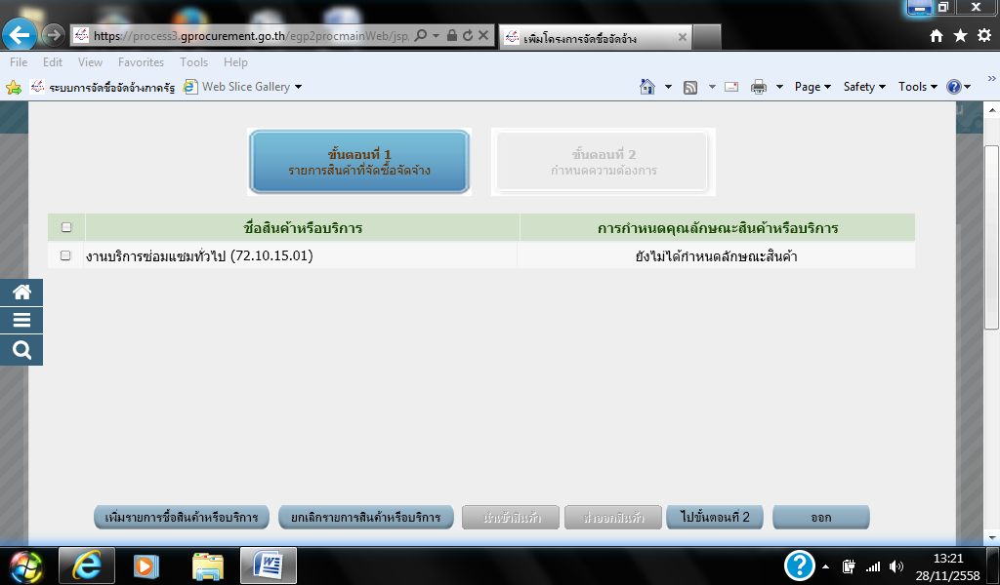 https://process3.gprocurement.go.th/egp2procmainWeb/jsp
เพิ่มโครงการจัดซื้อจัดจ้าง
File Edit View Favorites Tools Help
ระบบการจัดซื้อจัดจ้างภาครัฐ Web Slice Gallery Page Safety Tools
ขั้นตอนที่ 1
รายการสินค้าที่จัดซื้อจัดจ้าง
ขั้นตอนที่ 2
กำหนดความต้องการ
ชื่อสินค้าหรือบริการ การกำหนดคุณลักษณะสินค้าหรือบริการ
งานบริการซ่อมแซมทั่วไป (72.10.15.01) ยังไม่ได้กำหนดลักษณะสินค้า
เพิ่มรายการชื่อสินค้าหรือบริการ ยกเลิกรายการสินค้าหรือบริการ นำเข้าสินค้า ส่งออกสินค้า ไปขั้นตอนที่ 2 ออก
13:21
28/11/2558